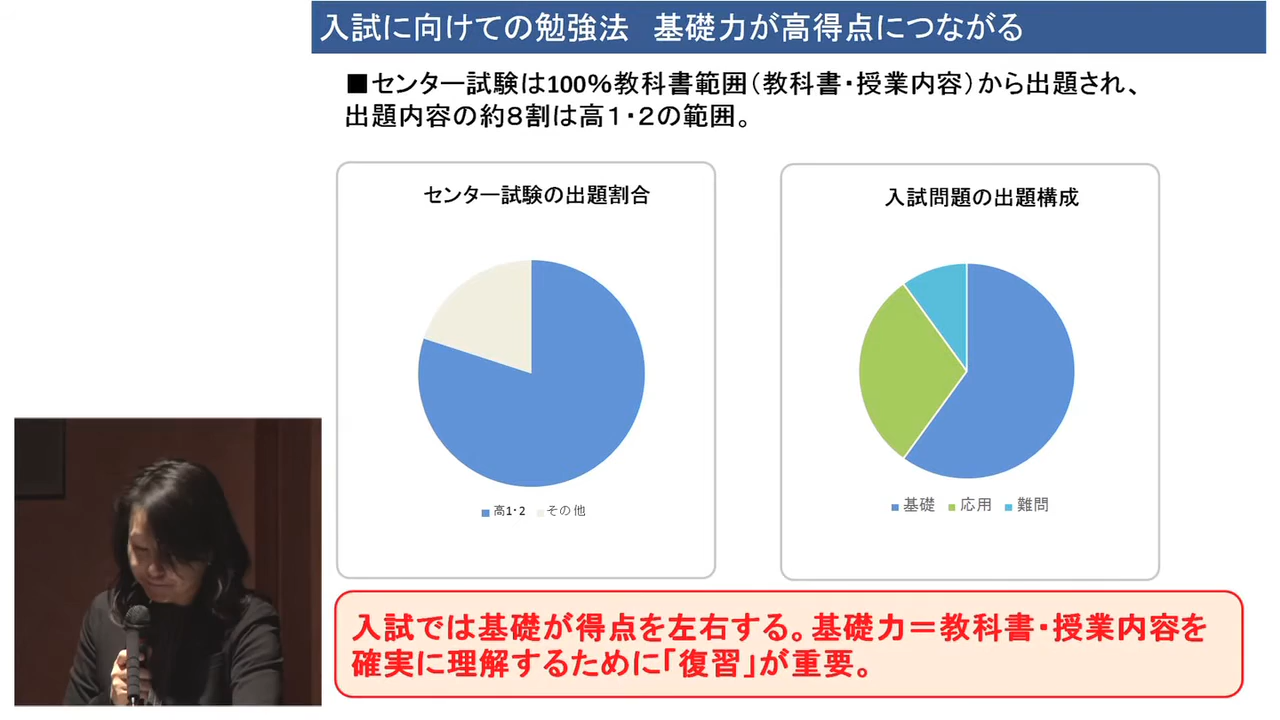 入試に向けての勉強法　基礎力が高得点につながる
■センター試験は100％教科書範囲（教科書・授業内容）から出題され、
出題内容の約８割は高１・２の範囲。
センター試験の出題割合
高1・2　その他
入試問題の出題構成
基礎　応用　難問
入試では基礎が得点を左右する。基礎力＝教科書・授業内容を
確実に理解するために「復習」が重要。